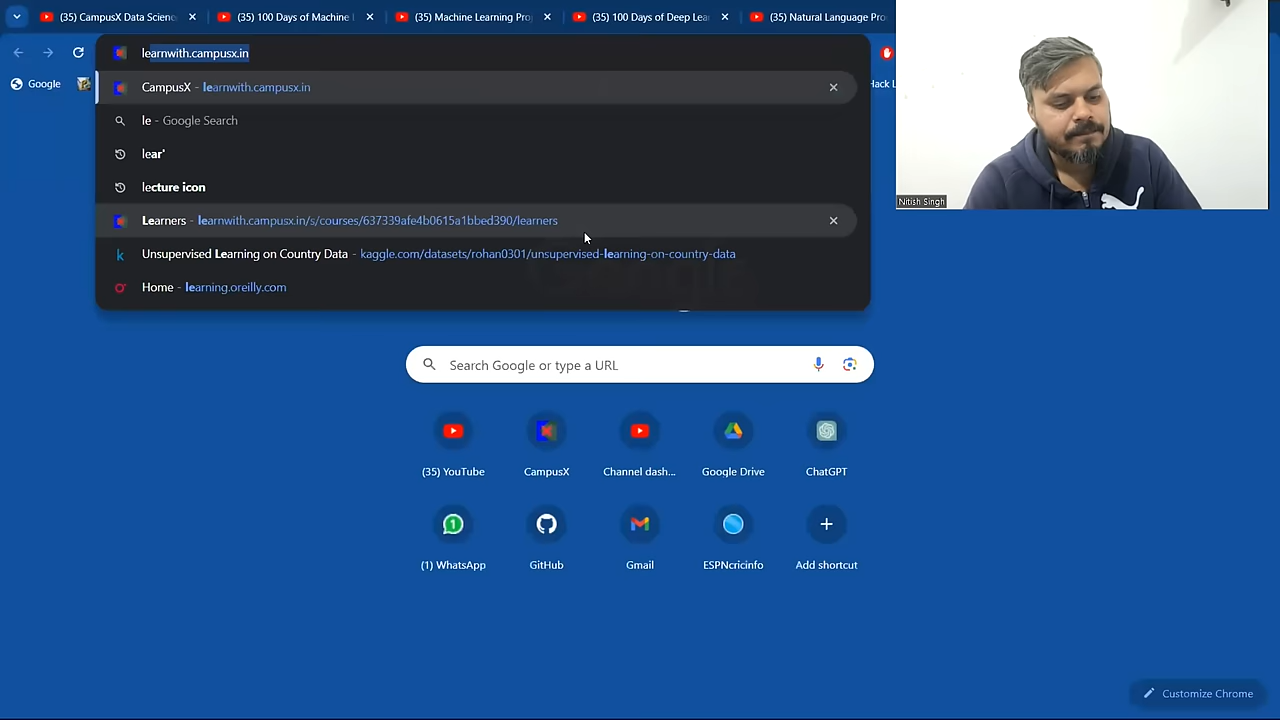 (35) CampusX Data Scienc
(35) 100 Days of Machine
(35) Machine Learning Pro
(35) 100 Days of Deep Lea
(35) Natural Language Pro
learnwith.campusx.in
Google
Hack L
CampusX - learnwith.campusx.in
le - Google Search
lear'
lecture icon
Learners - learnwith.campusx.in/s/courses/637339afe4b0615a1bbed390/learners
Unsupervised Learning on Country Data - kaggle.com/datasets/rohan0301/unsupervised-learning-on-country-data
Home - learning.oreilly.com
Nitish Singh
Search Google or type a URL
(35) YouTube
CampusX
Channel dash...
Google Drive
ChatGPT
1
(1) WhatsApp
GitHub
Gmail
ESPNcricinfo
Add shortcut
Customize Chrome